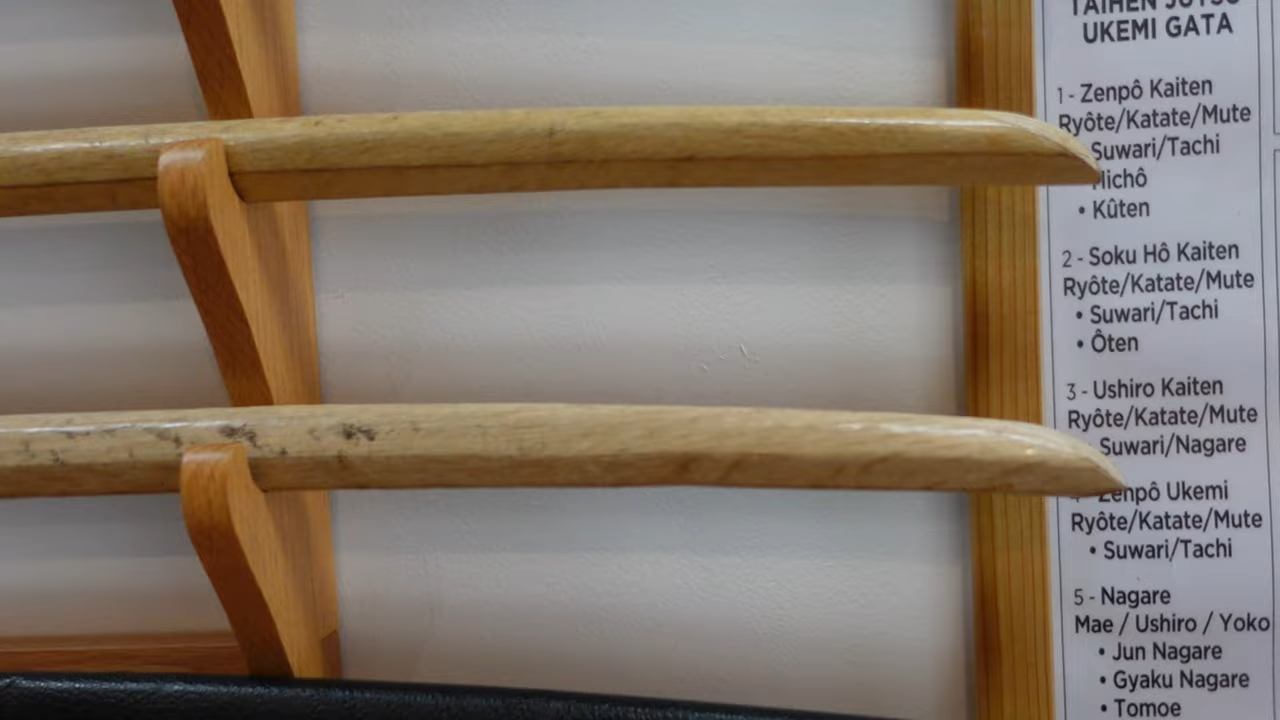 TAIHEN JUTSU
UKEMI GATA
1 - Zenpô Kaiten
Ryôte/Katate/Mute
Suwari/Tachi
• Kûten
2 - Soku Hô Kaiten
Ryôte/Katate/Mute
• Suwari/Tachi
• Ôten
3 - Ushiro Kaiten
Ryôte/Katate/Mute
Suwari/Nagare
Zenpô Ukemi
Ryôte/Katate/Mute
• Suwari/Tachi
5 - Nagare
Mae / Ushiro / Yoko
• Jun Nagare
• Gyaku Nagare
• Tomoe